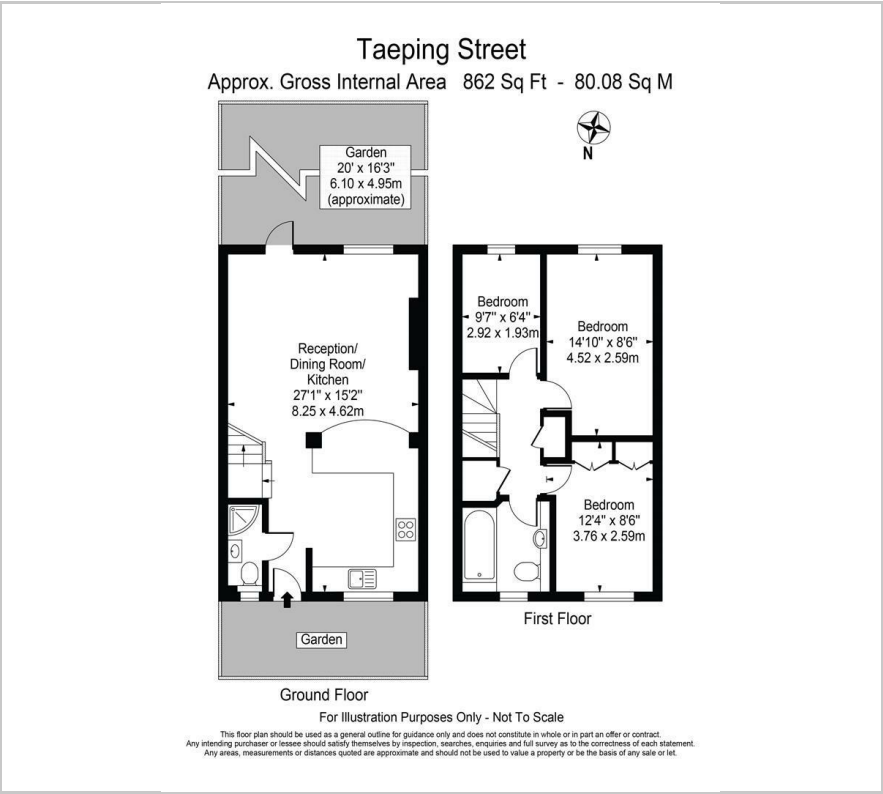 Taeping Street
Approx. Gross Internal Area 862 Sq Ft - 80.08 Sq M
N
Garden
20' x 16'3"
6.10 x 4.95m
(approximate)
Reception/
Dining Room/
Kitchen
27'1" x 15'2"
8.25 x 4.62m
Garden
Ground Floor
Bedroom
9'7" x 6'4"
2.92 x 1.93m
Bedroom
14'10" x 8'6"
4.52 x 2.59m
Bedroom
12'4" x 8'6"
3.76 x 2.59m
First Floor
For Illustration Purposes Only - Not To Scale
This floor plan should be used as a general outline for guidance only and does not constitute in whole or in part an offer or contract.
Any intending purchaser or lessee should satisfy themselves by inspection, searches, enquiries and full survey as to the correctness of each statement.
Any areas, measurements or distances quoted are approximate and should not be used to value a property or be the basis of any sale or let.